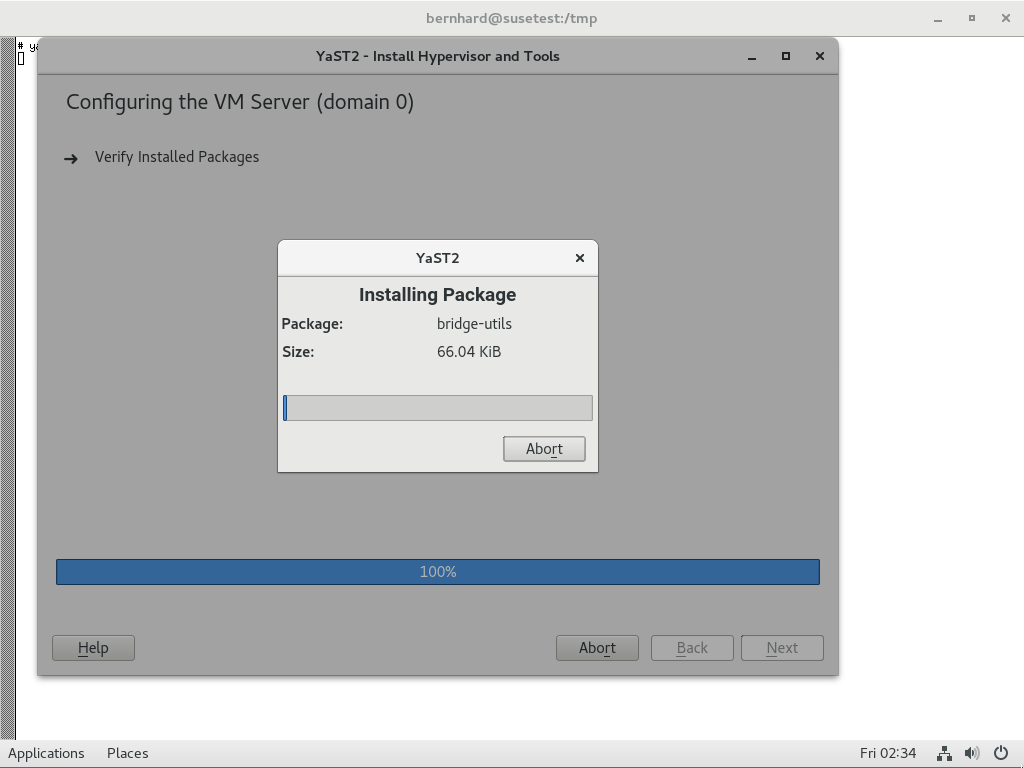 bernhard@susetest:/tmp
#
YaST2 - Install Hypervisor and Tools
Configuring the VM Server (domain 0)
Verify Installed Packages
YaST2
Installing Package
Package: bridge-utils
Size: 66.04 KiB
Abort
100%
Help Abort Back Next
Applications Places Fri 02:34